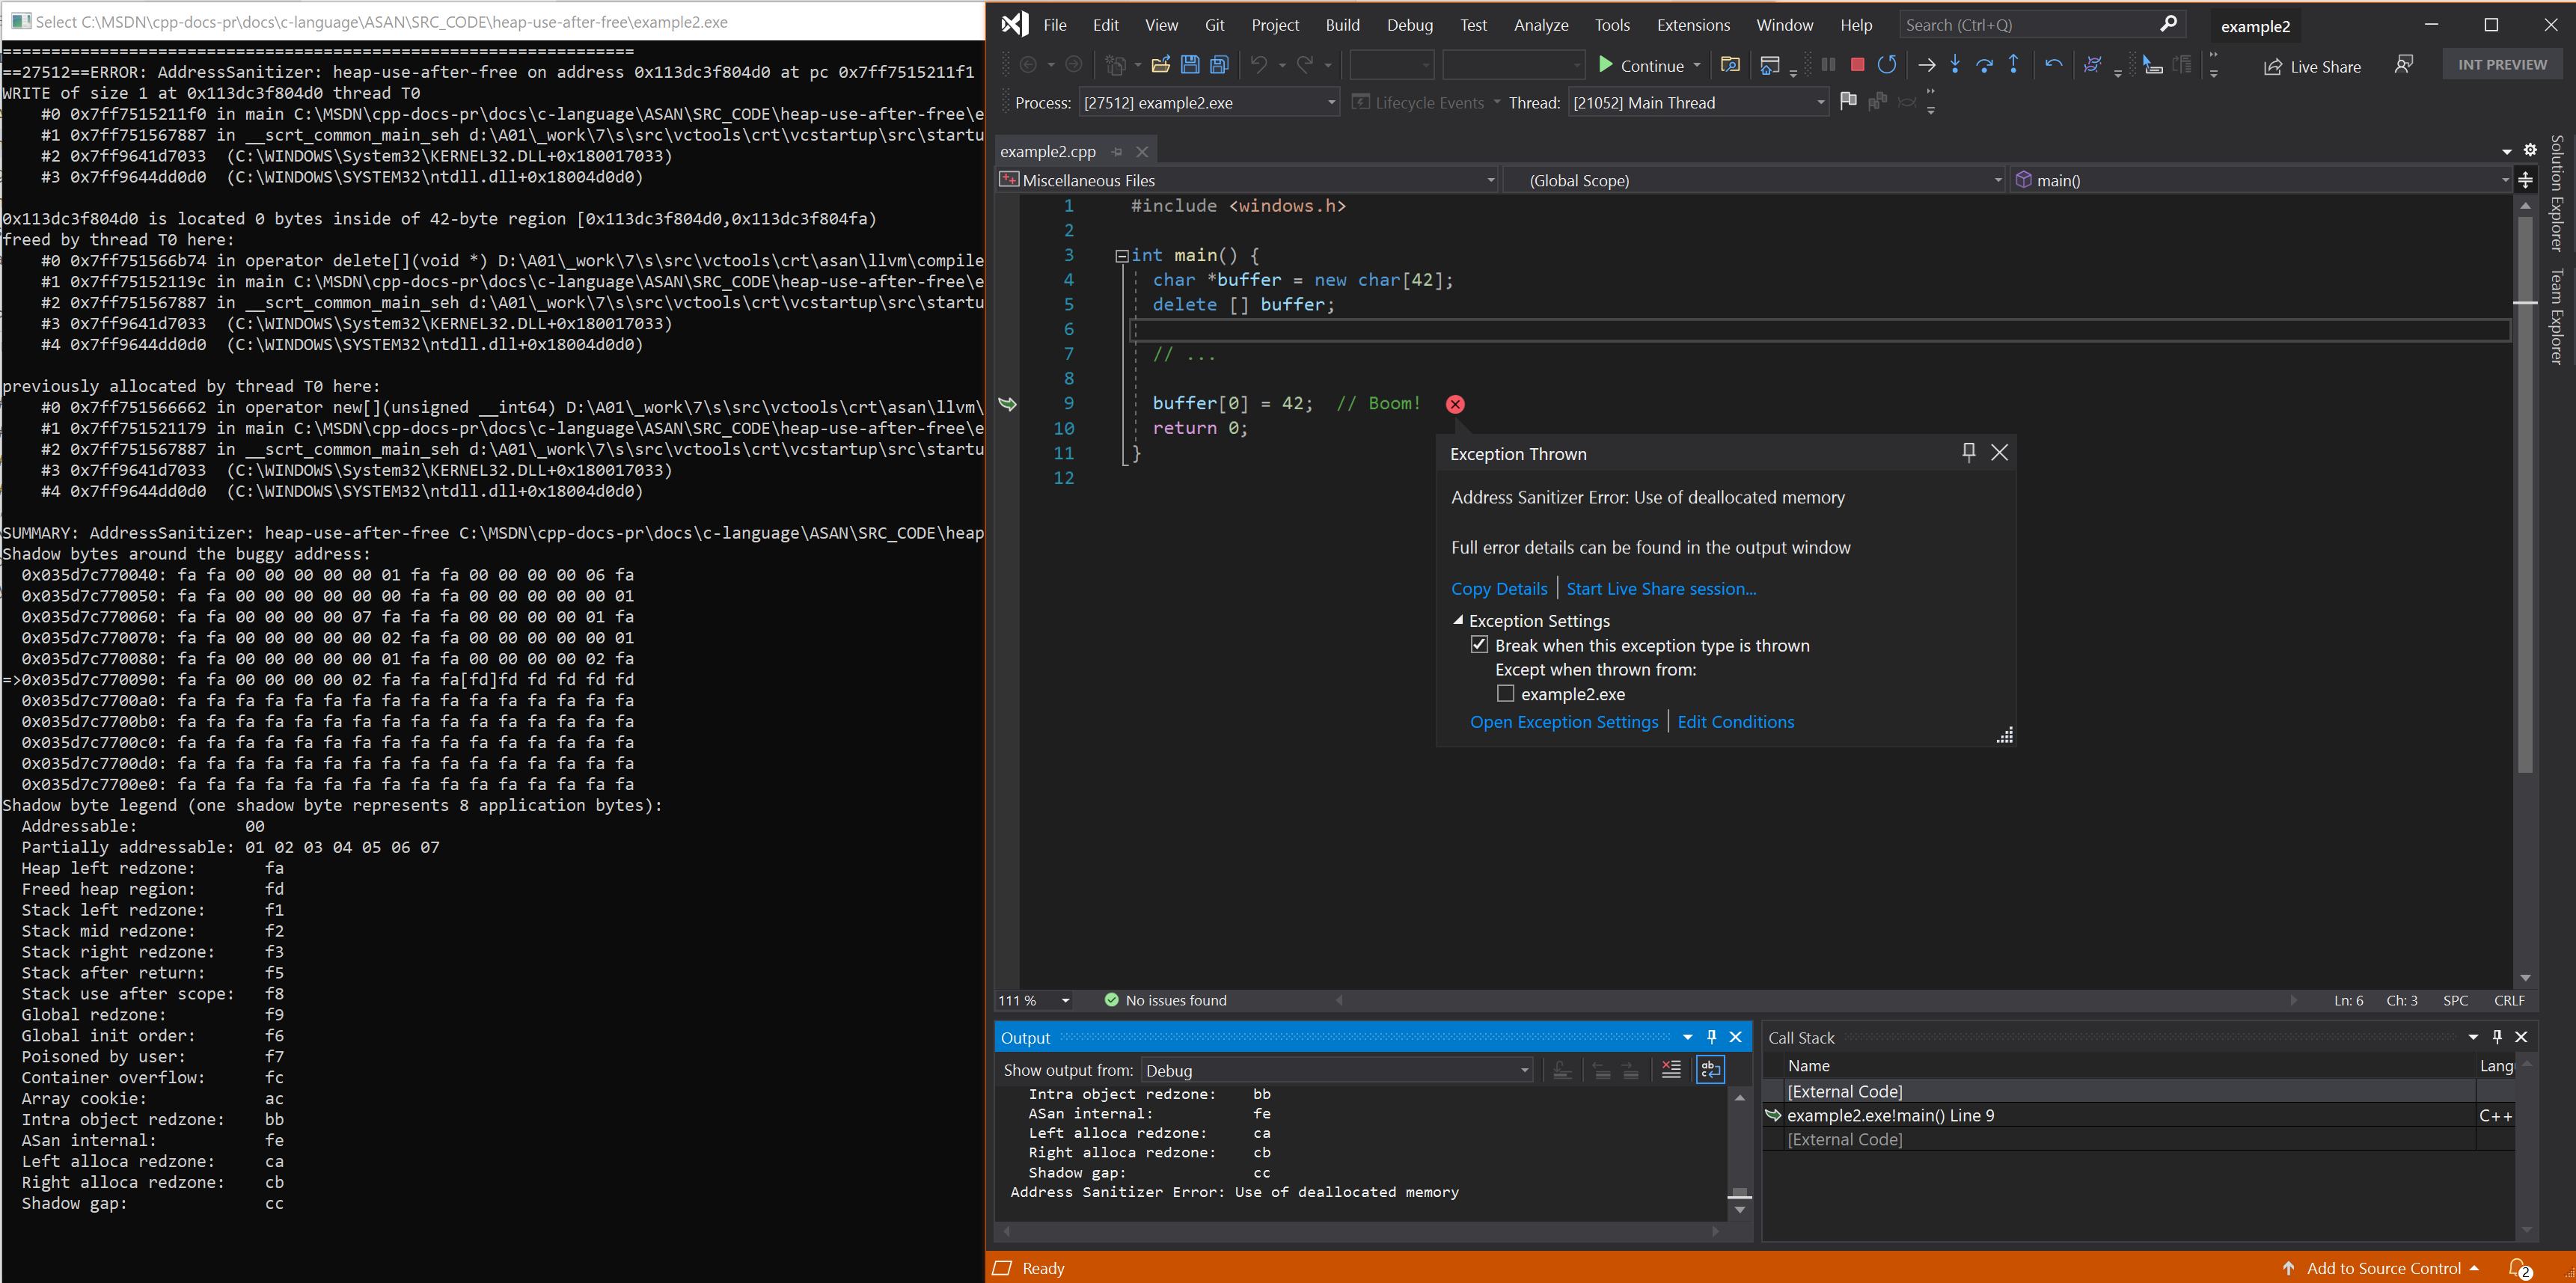 Select C:\MSDN\cpp-docs-pr\docs\c-language\ASAN\SRC_CODE\heap-use-after-free\example2.exe
=================================================================
==27512==ERROR: AddressSanitizer: heap-use-after-free on address 0x113dc3f804d0 at pc 0x7ff7515211f1
WRITE of size 1 at 0x113dc3f804d0 thread T0
    #0 0x7ff7515211f0 in main C:\MSDN\cpp-docs-pr\docs\c-language\ASAN\SRC_CODE\heap-use-after-free\e
    #1 0x7ff751567887 in __scrt_common_main_seh d:\A01\_work\7\s\src\vctools\crt\vcstartup\src\startu
    #2 0x7ff9641d7033  (C:\WINDOWS\System32\KERNEL32.DLL+0x180017033)
    #3 0x7ff9644dd0d0  (C:\WINDOWS\SYSTEM32\ntdll.dll+0x18004d0d0)
0x113dc3f804d0 is located 0 bytes inside of 42-byte region [0x113dc3f804d0,0x113dc3f804fa)
freed by thread T0 here:
    #0 0x7ff751566b74 in operator delete[](void *) D:\A01\_work\7\s\src\vctools\crt\asan\llvm\compile
    #1 0x7ff75152119c in main C:\MSDN\cpp-docs-pr\docs\c-language\ASAN\SRC_CODE\heap-use-after-free\e
    #2 0x7ff751567887 in __scrt_common_main_seh d:\A01\_work\7\s\src\vctools\crt\vcstartup\src\startu
    #3 0x7ff9641d7033  (C:\WINDOWS\System32\KERNEL32.DLL+0x180017033)
    #4 0x7ff9644dd0d0  (C:\WINDOWS\SYSTEM32\ntdll.dll+0x18004d0d0)
previously allocated by thread T0 here:
    #0 0x7ff751566662 in operator new[](unsigned __int64) D:\A01\_work\7\s\src\vctools\crt\asan\llvm\
    #1 0x7ff751521179 in main C:\MSDN\cpp-docs-pr\docs\c-language\ASAN\SRC_CODE\heap-use-after-free\e
    #2 0x7ff751567887 in __scrt_common_main_seh d:\A01\_work\7\s\src\vctools\crt\vcstartup\src\startu
    #3 0x7ff9641d7033  (C:\WINDOWS\System32\KERNEL32.DLL+0x180017033)
    #4 0x7ff9644dd0d0  (C:\WINDOWS\SYSTEM32\ntdll.dll+0x18004d0d0)
SUMMARY: AddressSanitizer: heap-use-after-free C:\MSDN\cpp-docs-pr\docs\c-language\ASAN\SRC_CODE\heap
Shadow bytes around the buggy address:
  0x035d7c770040: fa fa 00 00 00 00 00 01 fa fa 00 00 00 00 06 fa
  0x035d7c770050: fa fa 00 00 00 00 00 00 fa fa 00 00 00 00 00 01
  0x035d7c770060: fa fa 00 00 00 00 07 fa fa fa 00 00 00 00 01 fa
  0x035d7c770070: fa fa 00 00 00 00 00 02 fa fa 00 00 00 00 00 01
  0x035d7c770080: fa fa 00 00 00 00 00 01 fa fa 00 00 00 00 02 fa
=>0x035d7c770090: fa fa 00 00 00 00 02 fa fa fa[fd]fd fd fd fd fd
  0x035d7c7700a0: fa fa fa fa fa fa fa fa fa fa fa fa fa fa fa fa
  0x035d7c7700b0: fa fa fa fa fa fa fa fa fa fa fa fa fa fa fa fa
  0x035d7c7700c0: fa fa fa fa fa fa fa fa fa fa fa fa fa fa fa fa
  0x035d7c7700d0: fa fa fa fa fa fa fa fa fa fa fa fa fa fa fa fa
  0x035d7c7700e0: fa fa fa fa fa fa fa fa fa fa fa fa fa fa fa fa
Shadow byte legend (one shadow byte represents 8 application bytes):
  Addressable:           00
  Partially addressable: 01 02 03 04 05 06 07
  Heap left redzone:       fa
  Freed heap region:       fd
  Stack left redzone:      f1
  Stack mid redzone:       f2
  Stack right redzone:     f3
  Stack after return:      f5
  Stack use after scope:   f8
  Global redzone:          f9
  Global init order:       f6
  Poisoned by user:        f7
  Container overflow:      fc
  Array cookie:            ac
  Intra object redzone:    bb
  ASan internal:           fe
  Left alloca redzone:     ca
  Right alloca redzone:    cb
  Shadow gap:              cc
File Edit View Git Project Build Debug Test Analyze Tools Extensions Window Help Search (Ctrl+Q) example2
Continue Live Share INT PREVIEW
Process: [27512] example2.exe Lifecycle Events Thread: [21052] Main Thread
example2.cpp
Miscellaneous Files (Global Scope) main()
1 #include <windows.h>
2
3 int main() {
4 char *buffer = new char[42];
5 delete [] buffer;
6
7 // ...
8
9 buffer[0] = 42;  // Boom!
10 return 0;
11 }
12
Exception Thrown
Address Sanitizer Error: Use of deallocated memory
Full error details can be found in the output window
Copy Details | Start Live Share session...
Exception Settings
Break when this exception type is thrown
Except when thrown from:
example2.exe
Open Exception Settings | Edit Conditions
Solution Explorer
Team Explorer
111 % No issues found Ln: 6 Ch: 3 SPC CRLF
Output
Show output from: Debug
Intra object redzone:    bb
ASan internal:           fe
Left alloca redzone:     ca
Right alloca redzone:    cb
Shadow gap:              cc
Address Sanitizer Error: Use of deallocated memory
Call Stack
Name Lang
[External Code]
example2.exe!main() Line 9 C++
[External Code]
Ready Add to Source Control 2